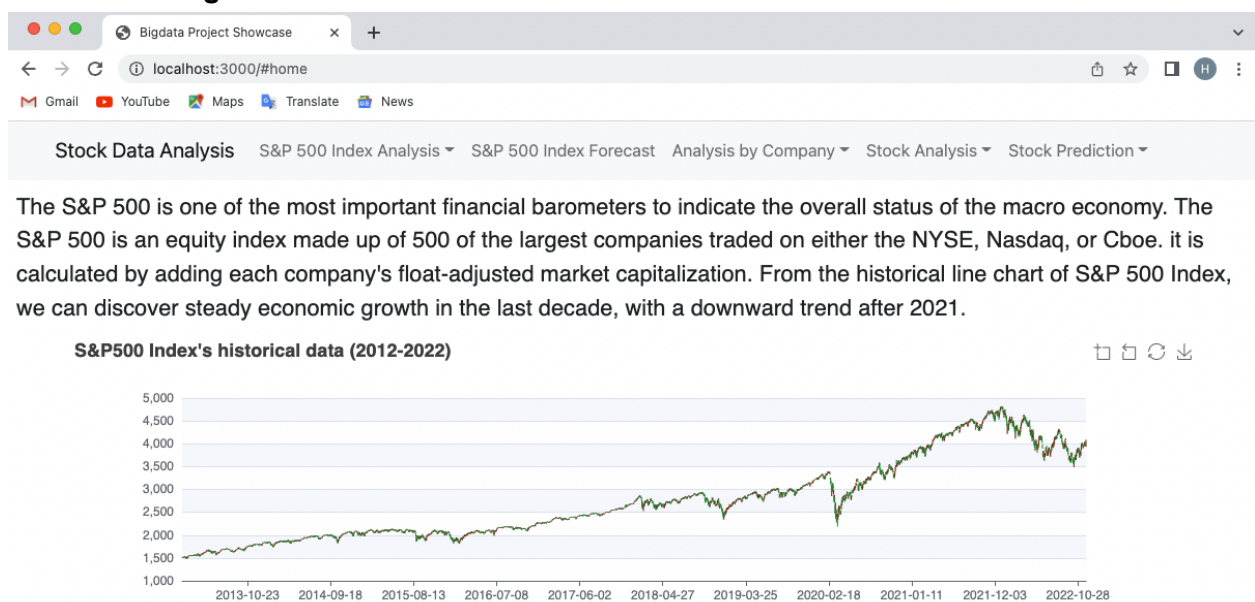 Bigdata Project Showcase
localhost:3000/#home
H
Gmail YouTube Maps Translate News
Stock Data Analysis S&P 500 Index Analysis S&P 500 Index Forecast Analysis by Company Stock Analysis Stock Prediction
The S&P 500 is one of the most important financial barometers to indicate the overall status of the macro economy. The
S&P 500 is an equity index made up of 500 of the largest companies traded on either the NYSE, Nasdaq, or Cboe. it is
calculated by adding each company's float-adjusted market capitalization. From the historical line chart of S&P 500 Index,
we can discover steady economic growth in the last decade, with a downward trend after 2021.
S&P500 Index's historical data (2012-2022)
5,000
4,500
4,000
3,500
3,000
2,500
2,000
1,500
1,000
2013-10-23 2014-09-18 2015-08-13 2016-07-08 2017-06-02 2018-04-27 2019-03-25 2020-02-18 2021-01-11 2021-12-03 2022-10-28